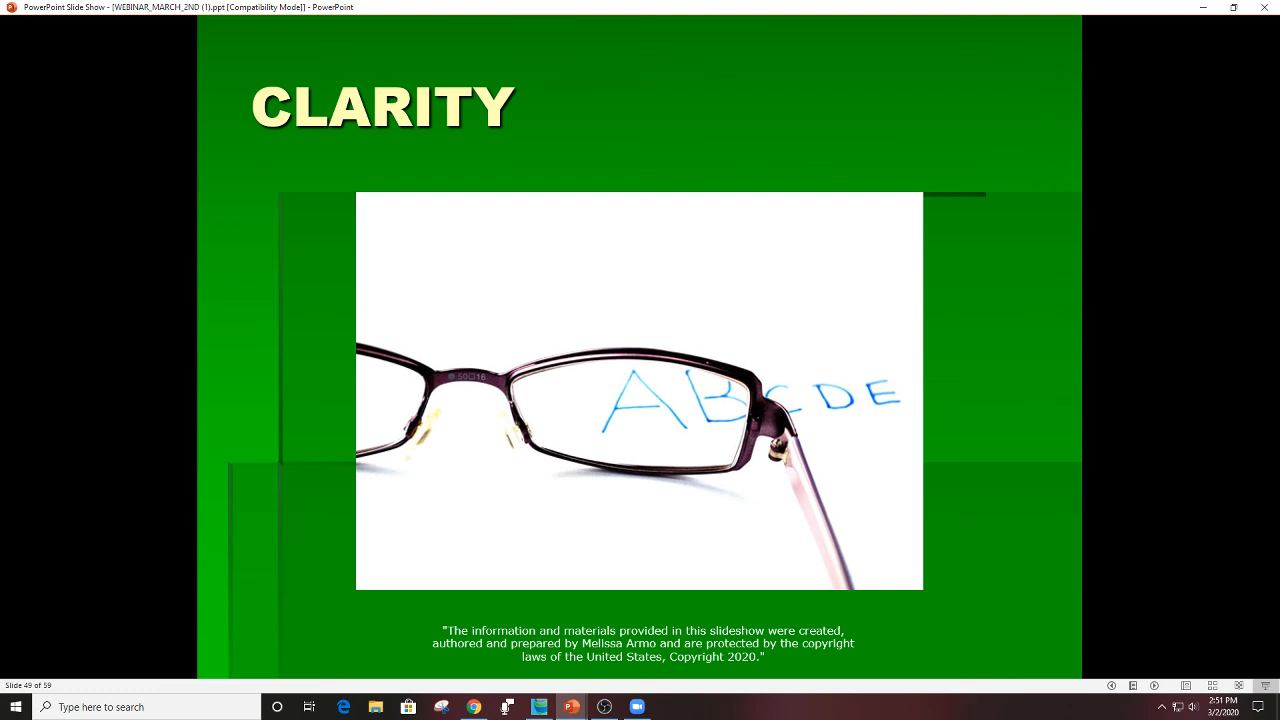 PowerPoint Slide Show - [WEBINAR_MARCH_2ND (1).ppt [Compatibility Mode]] - PowerPoint
CLARITY
50□16
A B C D E
"The information and materials provided in this slideshow were created,
authored and prepared by Melissa Armo and are protected by the copyright
laws of the United States, Copyright 2020."
Slide 49 of 59
Type here to search
2:51 PM
3/2/2020